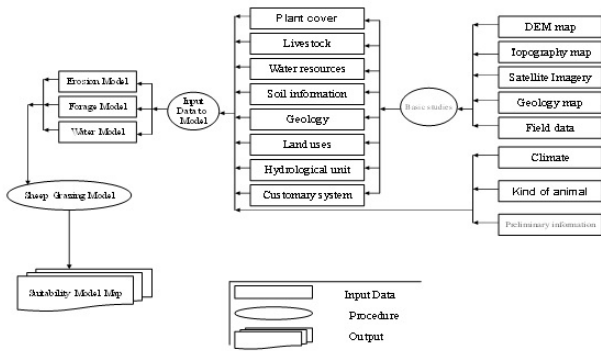 Plant cover
Livestock
Water resources
Soil information
Geology
Land uses
Hydrological unit
Customary system
DEM map
Topography map
Satellite Imagery
Geology map
Field data
Climate
Kind of animal
Preliminary information
Basic studies
Input
Data to
Model
Erosion Model
Forage Model
Water Model
Sheep Grazing Model
Suitability Model Map
Input Data
Procedure
Output